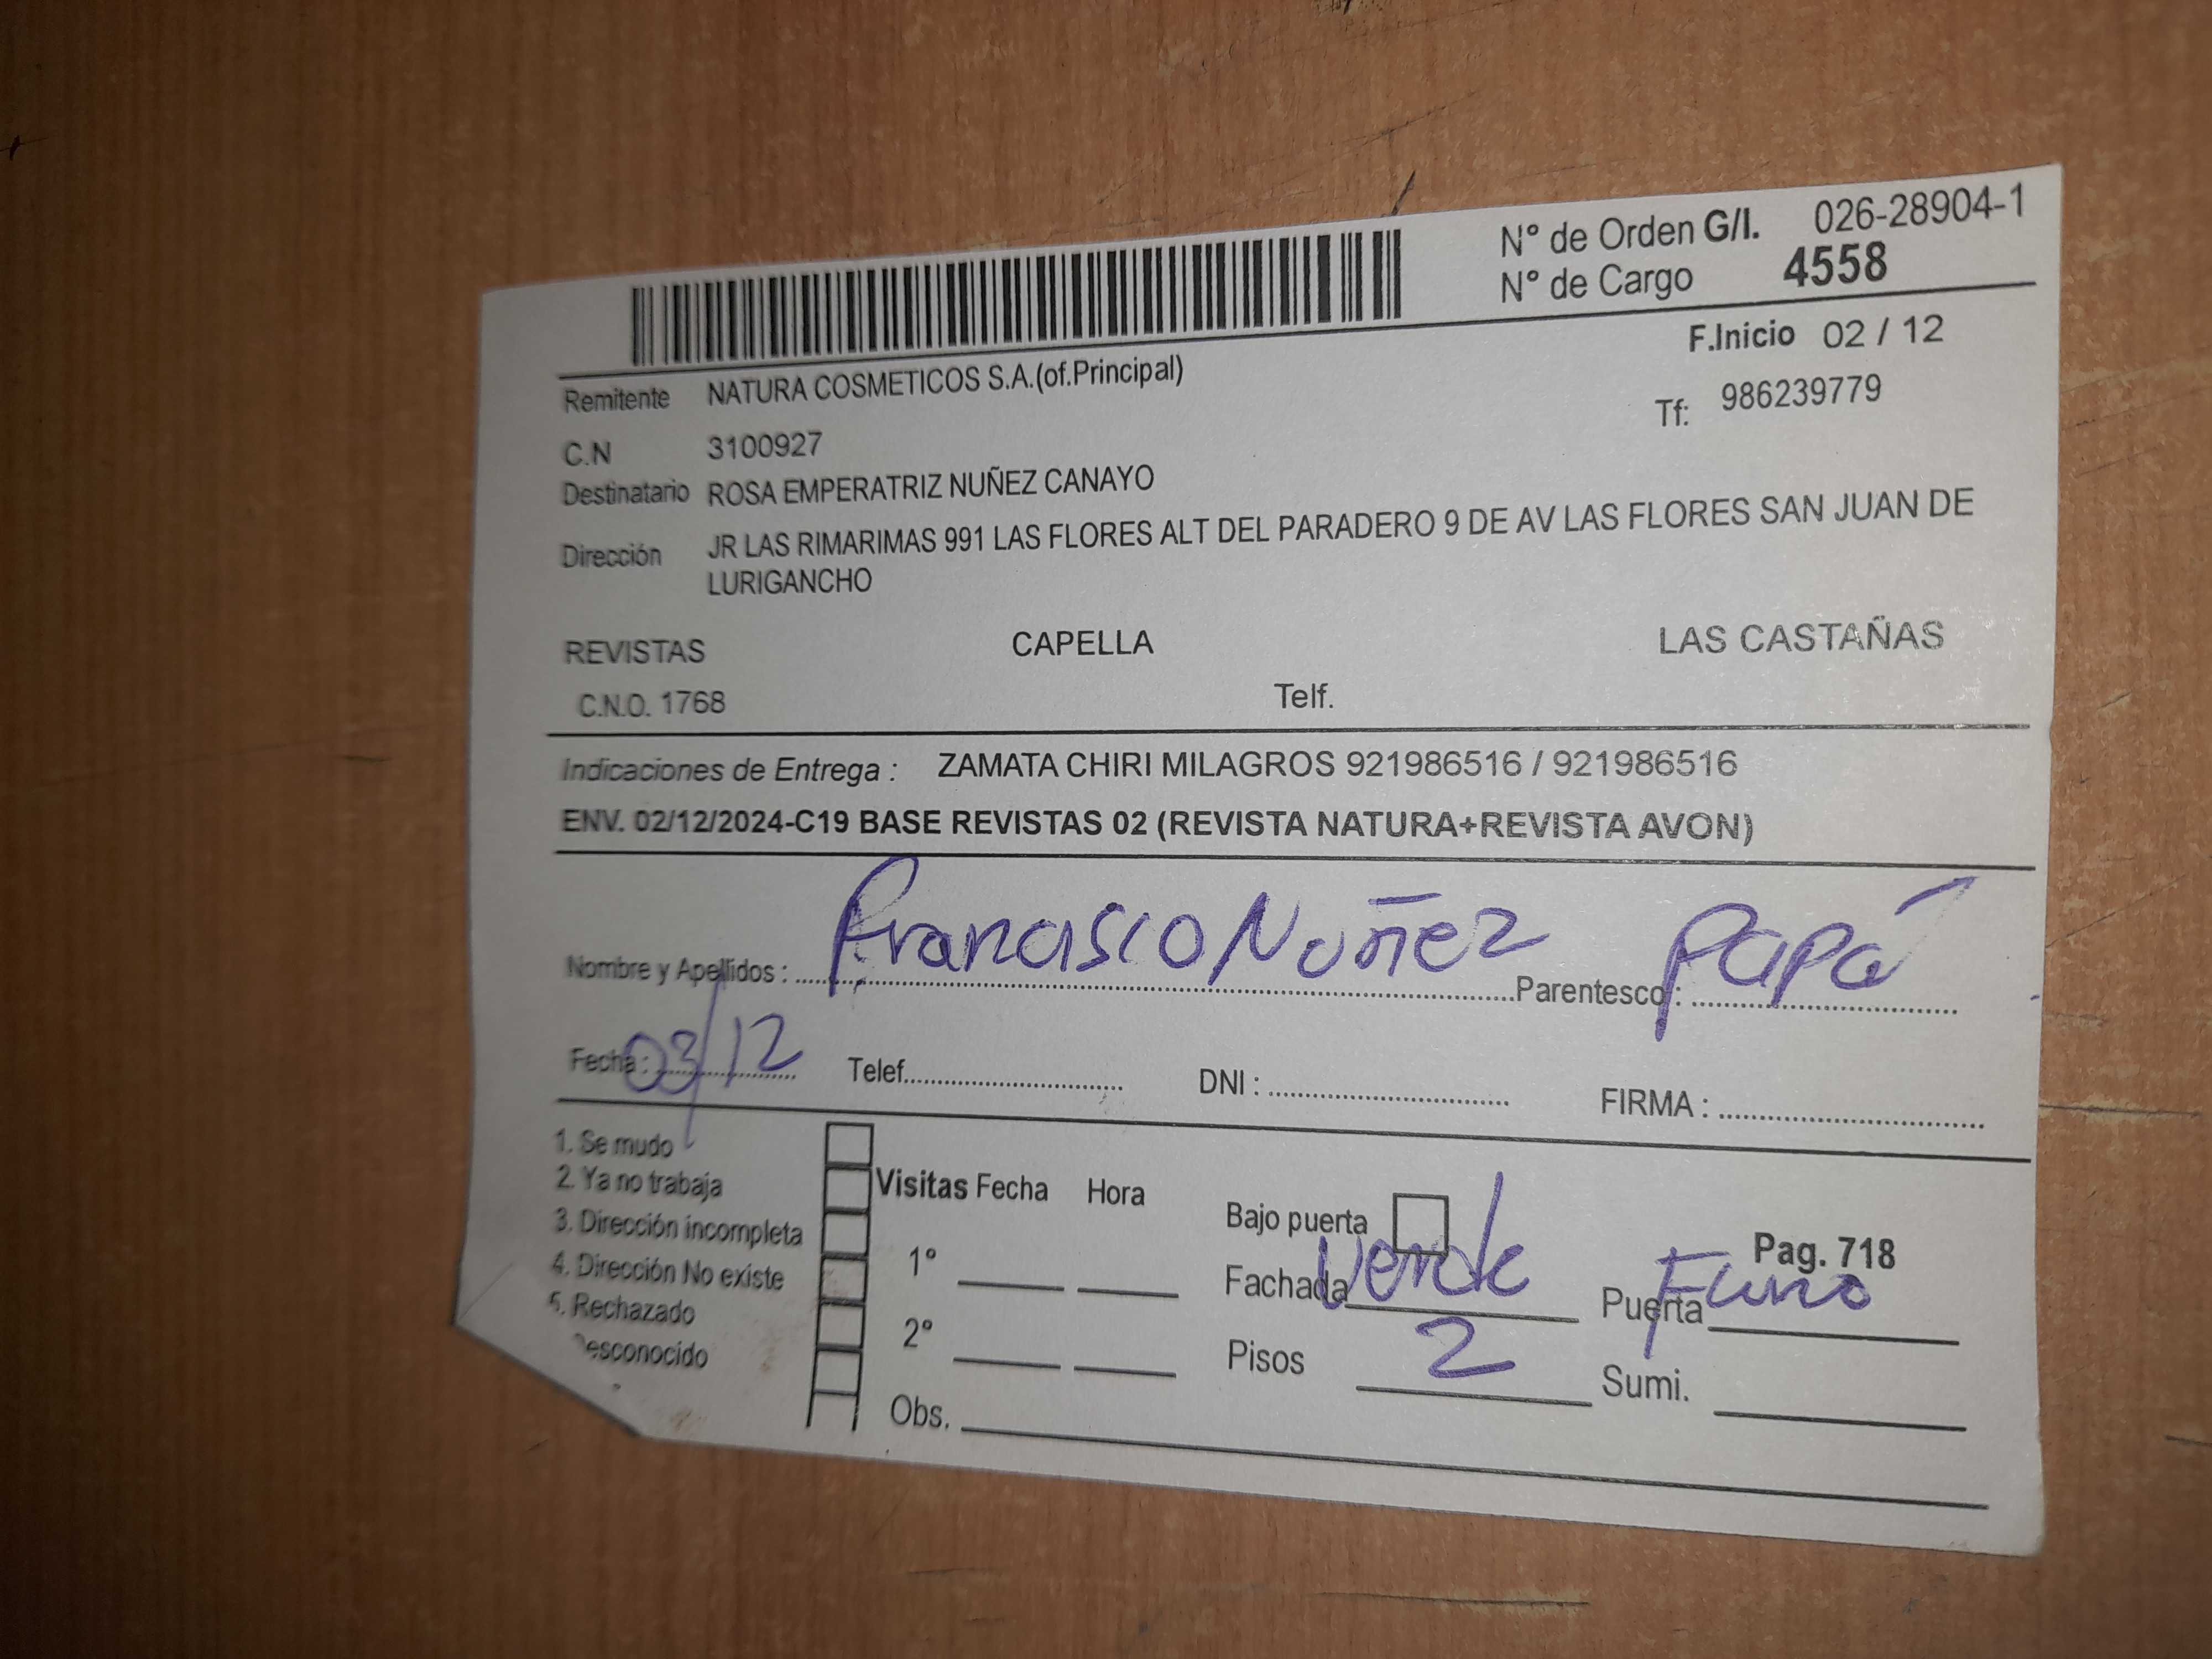 N° de Orden G/I. 026-28904-1
N° de Cargo 4558
F.Inicio 02 / 12
Remitente NATURA COSMETICOS S.A.(of.Principal)
Tf: 986239779
C.N 3100927
Destinatario ROSA EMPERATRIZ NUÑEZ CANAYO
Dirección JR LAS RIMARIMAS 991 LAS FLORES ALT DEL PARADERO 9 DE AV LAS FLORES SAN JUAN DE
LURIGANCHO
REVISTAS CAPELLA LAS CASTAÑAS
C.N.O. 1768 Telf.
Indicaciones de Entrega : ZAMATA CHIRI MILAGROS 921986516 / 921986516
ENV. 02/12/2024-C19 BASE REVISTAS 02 (REVISTA NATURA+REVISTA AVON)
Nombre y Apellidos : Francisco Nuñez Parentesco : Papá
Fecha : 03/12 Telef. DNI : FIRMA :
1. Se mudo
2. Ya no trabaja
3. Dirección incompleta
4. Dirección No existe
5. Rechazado
esconocido
Visitas Fecha Hora
1°
2°
Obs.
Bajo puerta
Pag. 718
Fachada Verde Puerta
Pisos 2 Sumi.